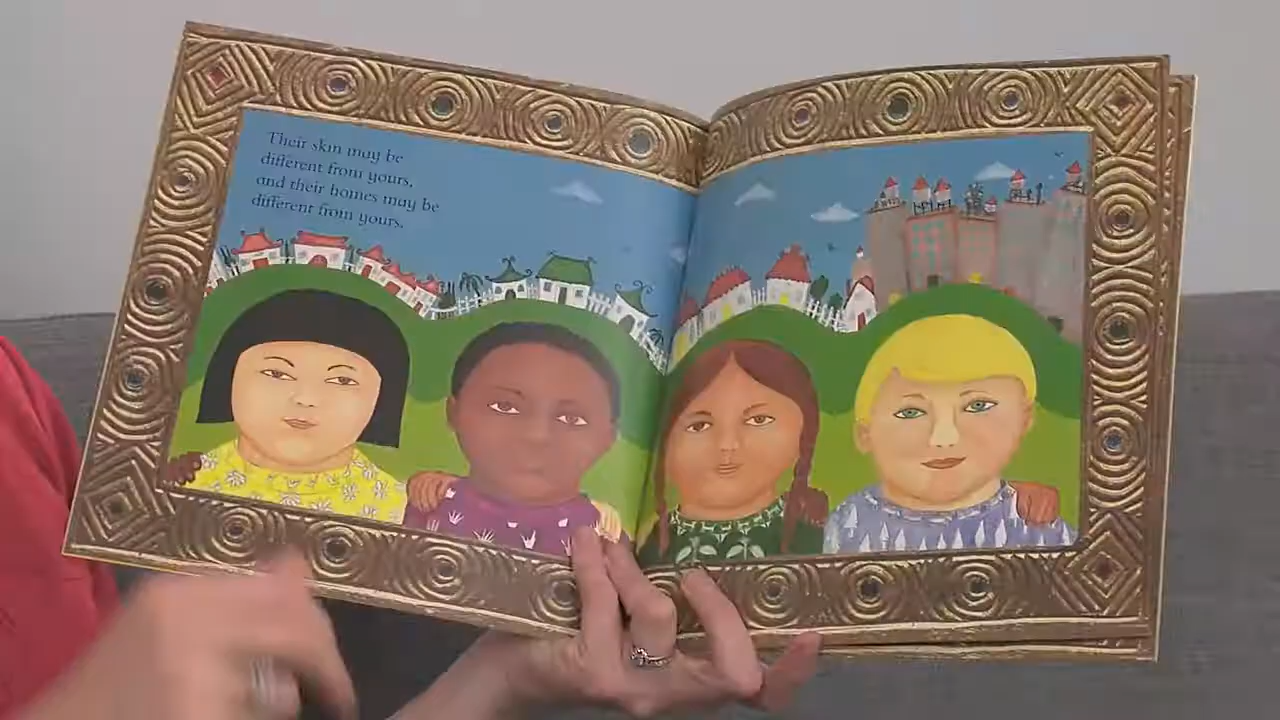 Their skin may be
different from yours,
and their homes may be
different from yours.